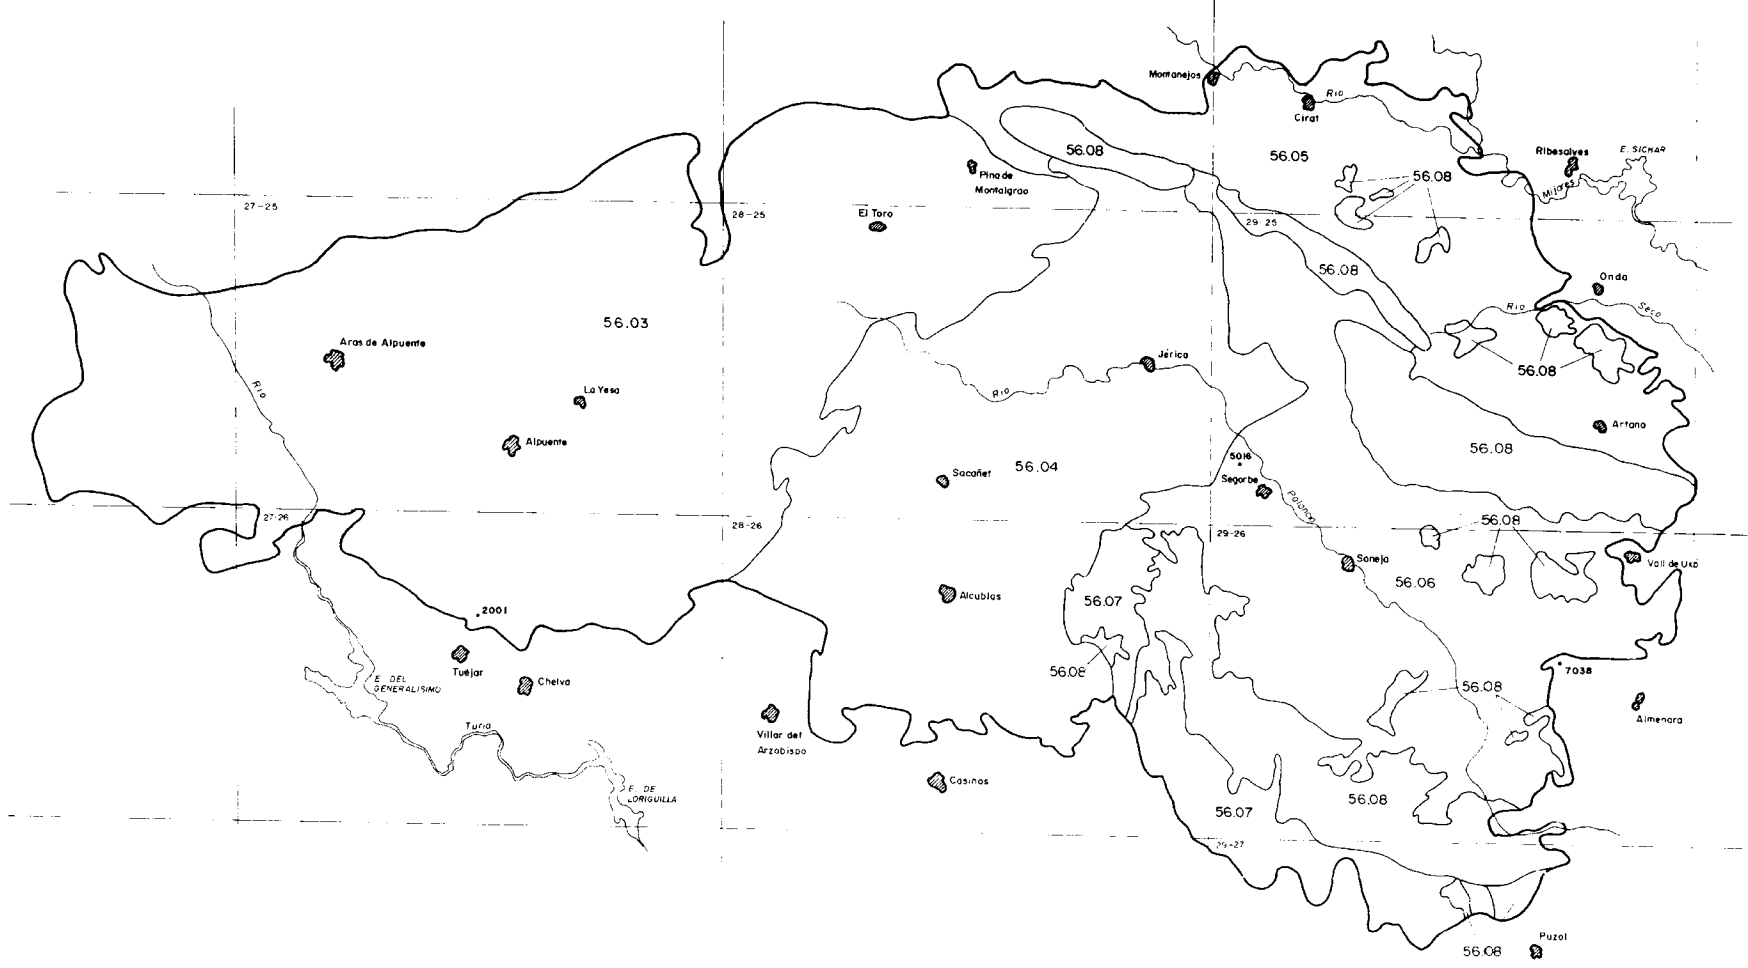 Montanejos
RIO
Cirat
56.08
56.05
Ribesalves
E. SICHAR
Pina de
Montalgrao
56.08
Mijares
27-25
28-25
El Toro
29-25
56.08
Onda
56.03
RIO
Seco
Aras de Alpuente
Jérica
56.08
RIO
La Yesa
RIO
Alpuente
Artana
56.08
5016
Sacañet
56.04
Segorbe
Palancia
27-26
28-26
29-26
56.08
Soneja
Vall de Uxó
56.06
Alcublas
56.07
2001
Tuéjar
56.08
7038
E. DEL
GENERALISIMO
Chelva
56.08
Almenara
Turia
Villar del
Arzobispo
Casinos
E. DE
LORIGUILLA
56.08
56.07
29-27
Puzol
56.08